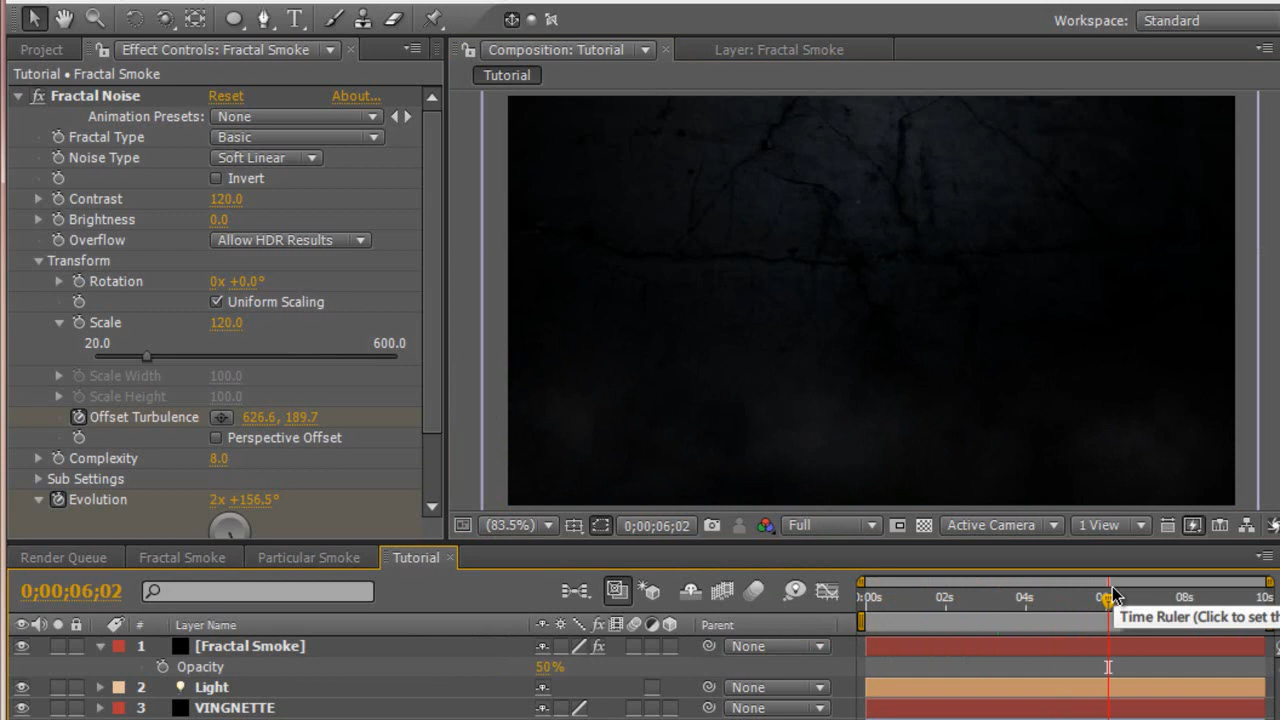 Workspace: Standard
Project Effect Controls: Fractal Smoke Composition: Tutorial Layer: Fractal Smoke
Tutorial • Fractal Smoke Tutorial
fx Fractal Noise Reset About...
Animation Presets: None
Fractal Type Basic
Noise Type Soft Linear
Invert
Contrast 120.0
Brightness 0.0
Overflow Allow HDR Results
Transform
Rotation 0x +0.0°
Uniform Scaling
Scale 120.0
20.0 600.0
Scale Width 100.0
Scale Height 100.0
Offset Turbulence 626.6, 189.7
Perspective Offset
Complexity 8.0
Sub Settings
Evolution 2x +156.5°
(83.5%) 0;00;06;02 Full Active Camera 1 View
Render Queue Fractal Smoke Particular Smoke Tutorial
0;00;06;02
:00s 02s 04s 08s 10s
Time Ruler (Click to set
# Layer Name fx Parent
1 [Fractal Smoke] fx None
Opacity 50%
2 Light None
3 VINGNETTE None